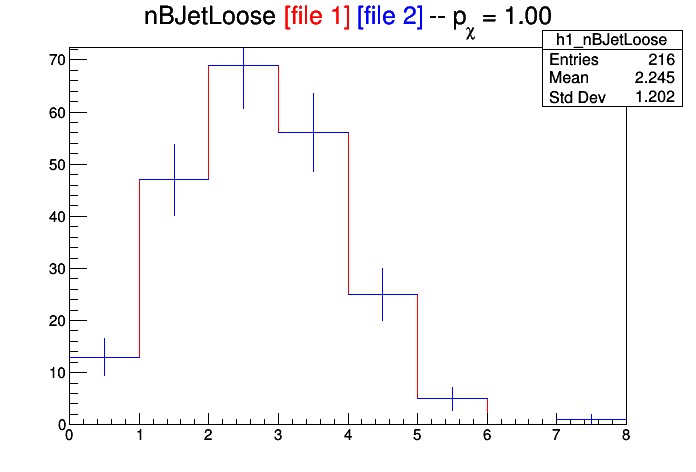 nBJetLoose [file 1] [file 2] -- pχ = 1.00
h1_nBJetLoose
Entries 216
Mean 2.245
Std Dev 1.202
70
60
50
40
30
20
10
0
0 1 2 3 4 5 6 7 8